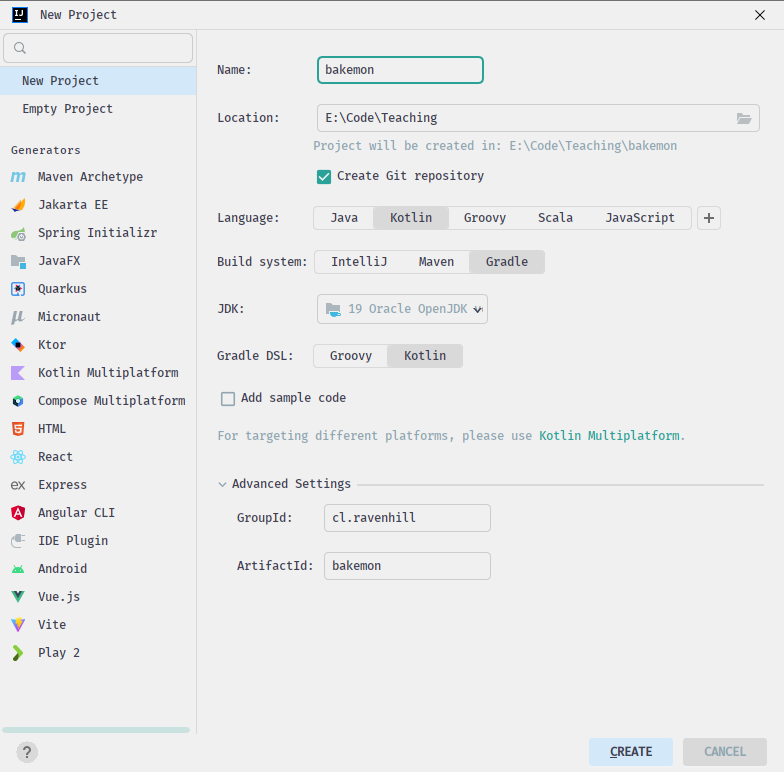 IJ New Project
New Project
Empty Project
Generators
Maven Archetype
Jakarta EE
Spring Initializr
JavaFX
Quarkus
Micronaut
Ktor
Kotlin Multiplatform
Compose Multiplatform
HTML
React
ex Express
Angular CLI
IDE Plugin
Android
Vue.js
Vite
Play 2
Name: bakemon
Location: E:\Code\Teaching
Project will be created in: E:\Code\Teaching\bakemon
Create Git repository
Language: Java Kotlin Groovy Scala JavaScript +
Build system: IntelliJ Maven Gradle
JDK: 19 Oracle OpenJDK
Gradle DSL: Groovy Kotlin
Add sample code
For targeting different platforms, please use Kotlin Multiplatform.
Advanced Settings
GroupId: cl.ravenhill
ArtifactId: bakemon
? CREATE CANCEL